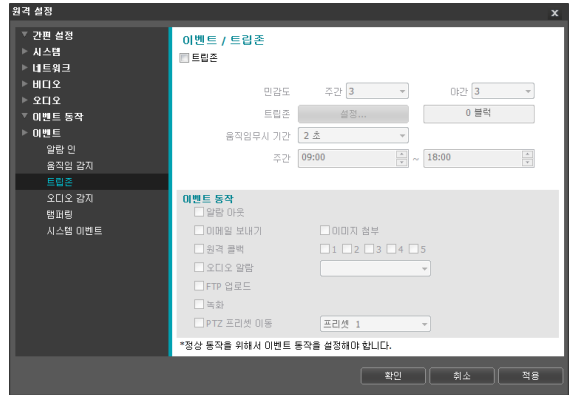 원격 설정
x
간편 설정
시스템
네트워크
비디오
오디오
이벤트 동작
이벤트
알람 인
움직임 감지
트립존
오디오 감지
탬퍼링
시스템 이벤트
이벤트 / 트립존
트립존
민감도 주간 3 야간 3
트립존 설정... 0 블럭
움직임무시 기간 2 초
주간 09:00 ~ 18:00
이벤트 동작
알람 아웃
이메일 보내기 이미지 첨부
원격 콜백 1 2 3 4 5
오디오 알람
FTP 업로드
녹화
PTZ 프리셋 이동 프리셋 1
*정상 동작을 위해서 이벤트 동작을 설정해야 합니다.
확인 취소 적용